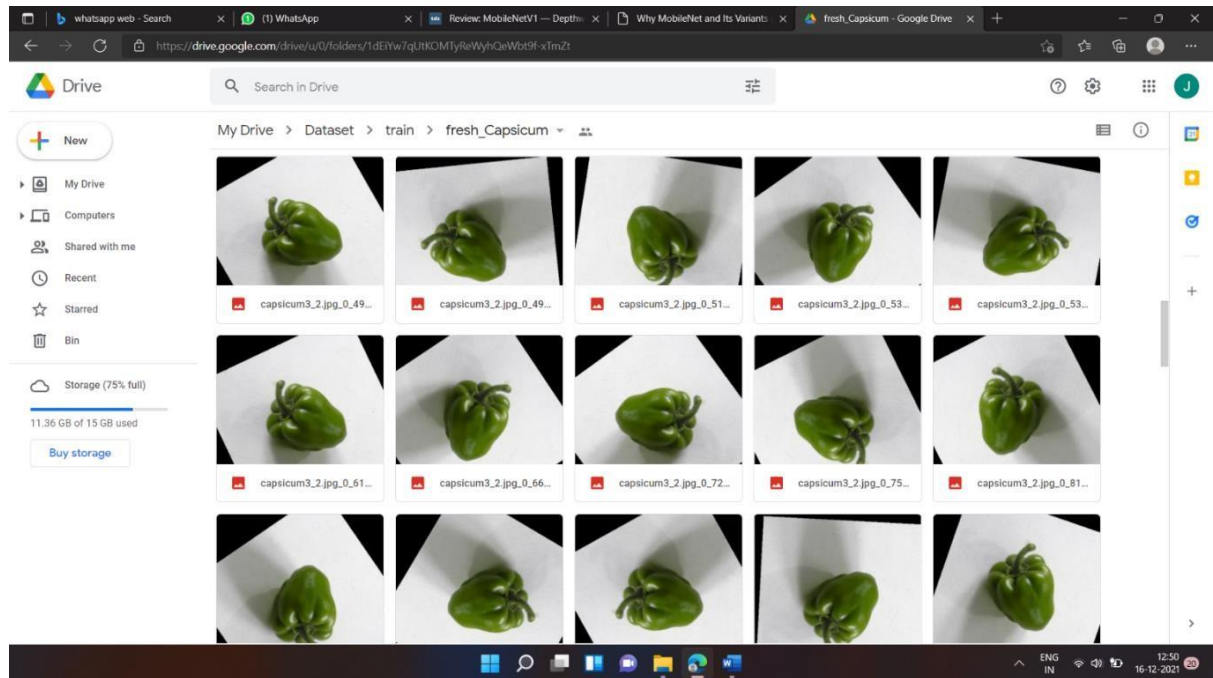 whatsapp web - Search
(1) WhatsApp
Review: MobileNetV1 — Depthw
Why MobileNet and Its Variants
fresh_Capsicum - Google Drive
https://drive.google.com/drive/u/0/folders/1dEiYw7qUtKOMTyReWyhQeWbt9f-xTmZt
Drive
Search in Drive
J
New
My Drive > Dataset > train > fresh_Capsicum
My Drive
Computers
Shared with me
Recent
Starred
Bin
Storage (75% full)
11.36 GB of 15 GB used
Buy storage
capsicum3_2.jpg_0_49...
capsicum3_2.jpg_0_49...
capsicum3_2.jpg_0_51...
capsicum3_2.jpg_0_53...
capsicum3_2.jpg_0_53...
capsicum3_2.jpg_0_61...
capsicum3_2.jpg_0_66...
capsicum3_2.jpg_0_72...
capsicum3_2.jpg_0_75...
capsicum3_2.jpg_0_81...
ENG
IN
12:50
16-12-2021
20